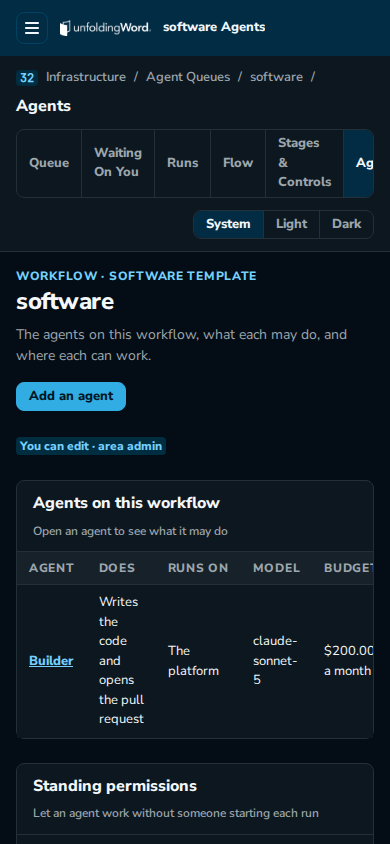 unfoldingWord. software Agents
32 Infrastructure / Agent Queues / software /
Agents
Queue
Waiting
On You
Runs
Flow
Stages
&
Controls
Ag
System Light Dark
WORKFLOW · SOFTWARE TEMPLATE
software
The agents on this workflow, what each may do, and
where each can work.
Add an agent
You can edit · area admin
Agents on this workflow
Open an agent to see what it may do
AGENT DOES RUNS ON MODEL BUDGET
Builder
Writes
the
code
and
opens
the pull
request
The
platform
claude-
sonnet-
5
$200.00
a month
Standing permissions
Let an agent work without someone starting each run